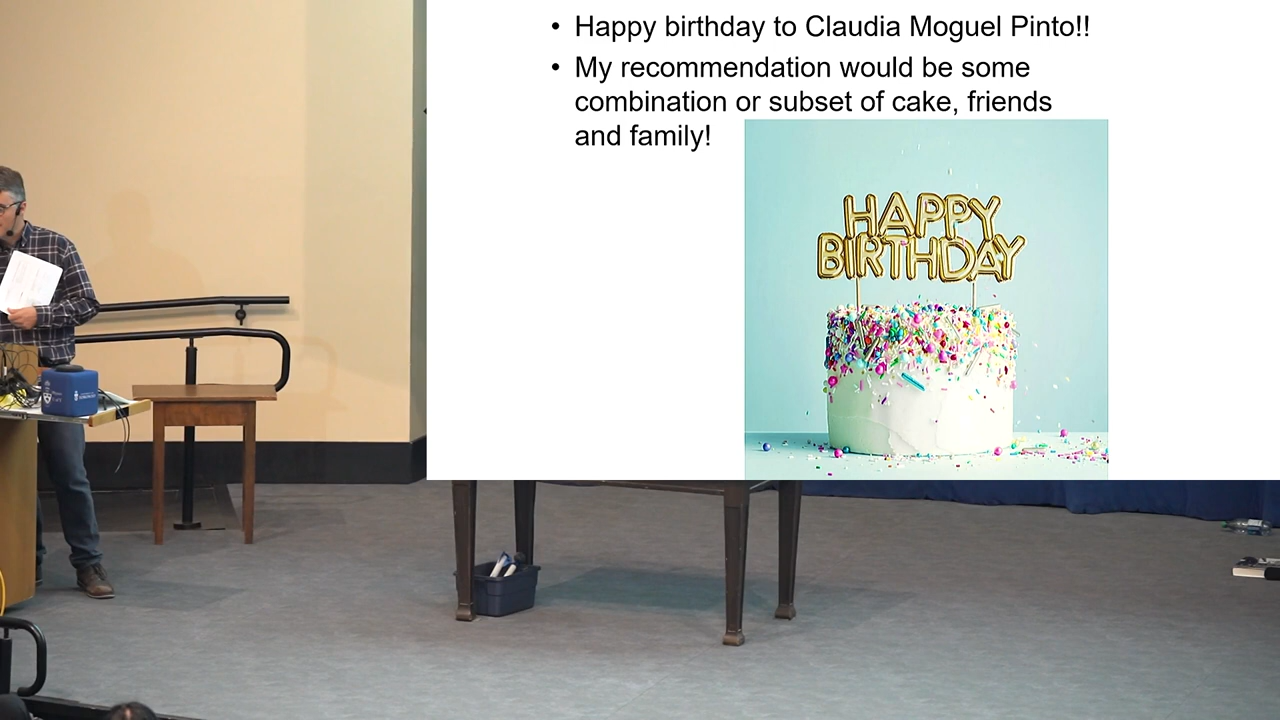 • Happy birthday to Claudia Moguel Pinto!!
• My recommendation would be some
combination or subset of cake, friends
and family!
HAPPY
BIRTHDAY